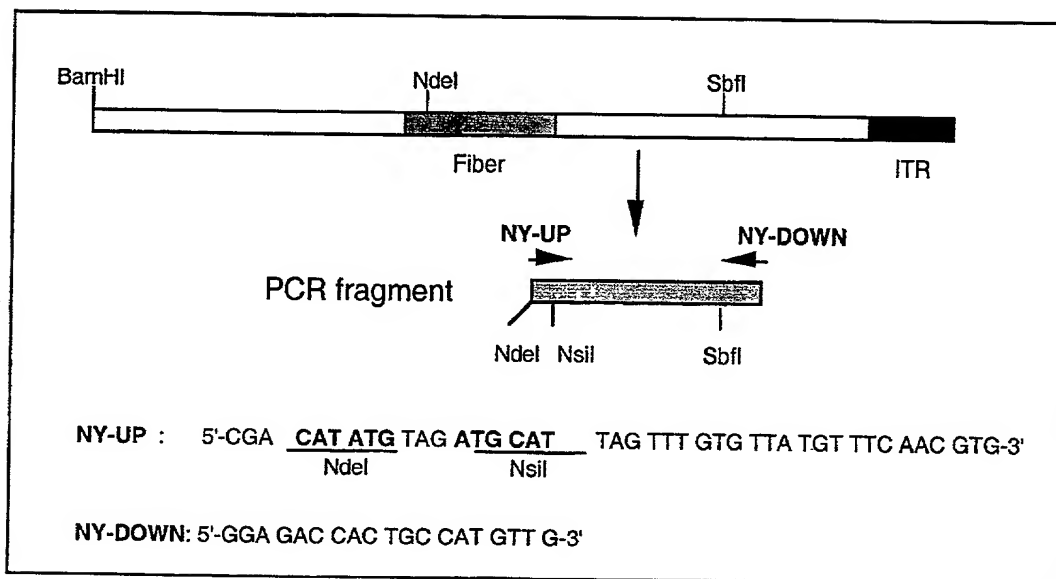 BamHI NdeI SbfI
Fiber ITR
NY-UP NY-DOWN
PCR fragment
NdeI NsiI SbfI
NY-UP : 5'-CGA CAT ATG TAG ATG CAT TAG TTT GTG TTA TGT TTC AAC GTG-3'
NdeI NsiI
NY-DOWN: 5'-GGA GAC CAC TGC CAT GTT G-3'